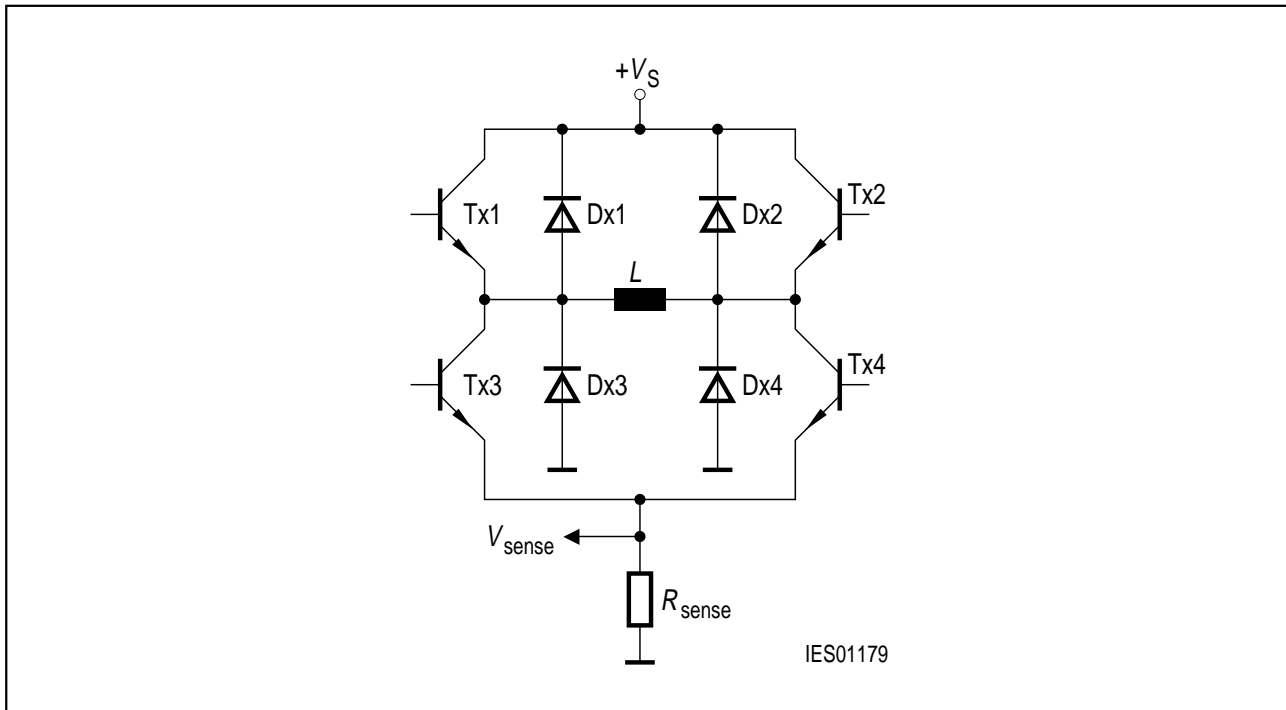 +VS
Tx1
Dx1
Dx2
Tx2
L
Tx3
Dx3
Dx4
Tx4
Vsense
Rsense
IES01179